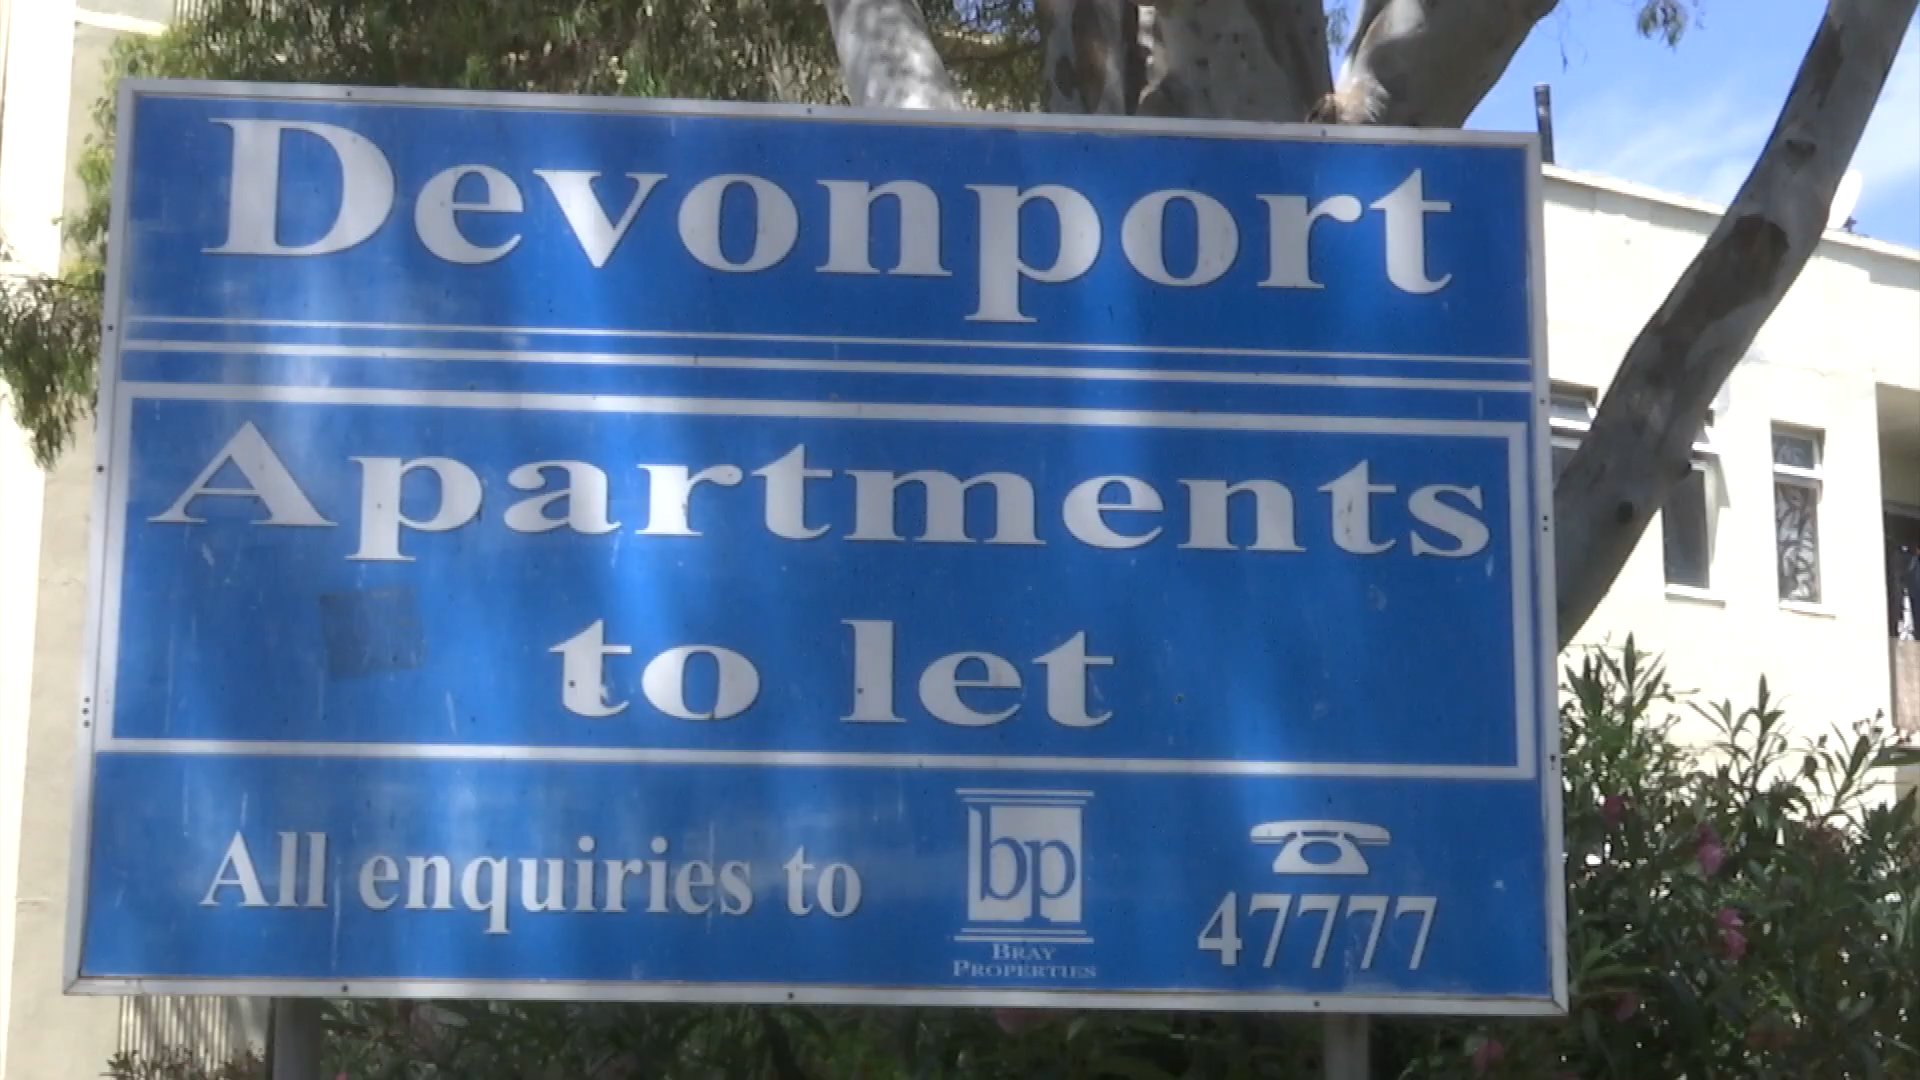 Devonport
Apartments
to let
All enquiries to
bp
BRAY
PROPERTIES
47777